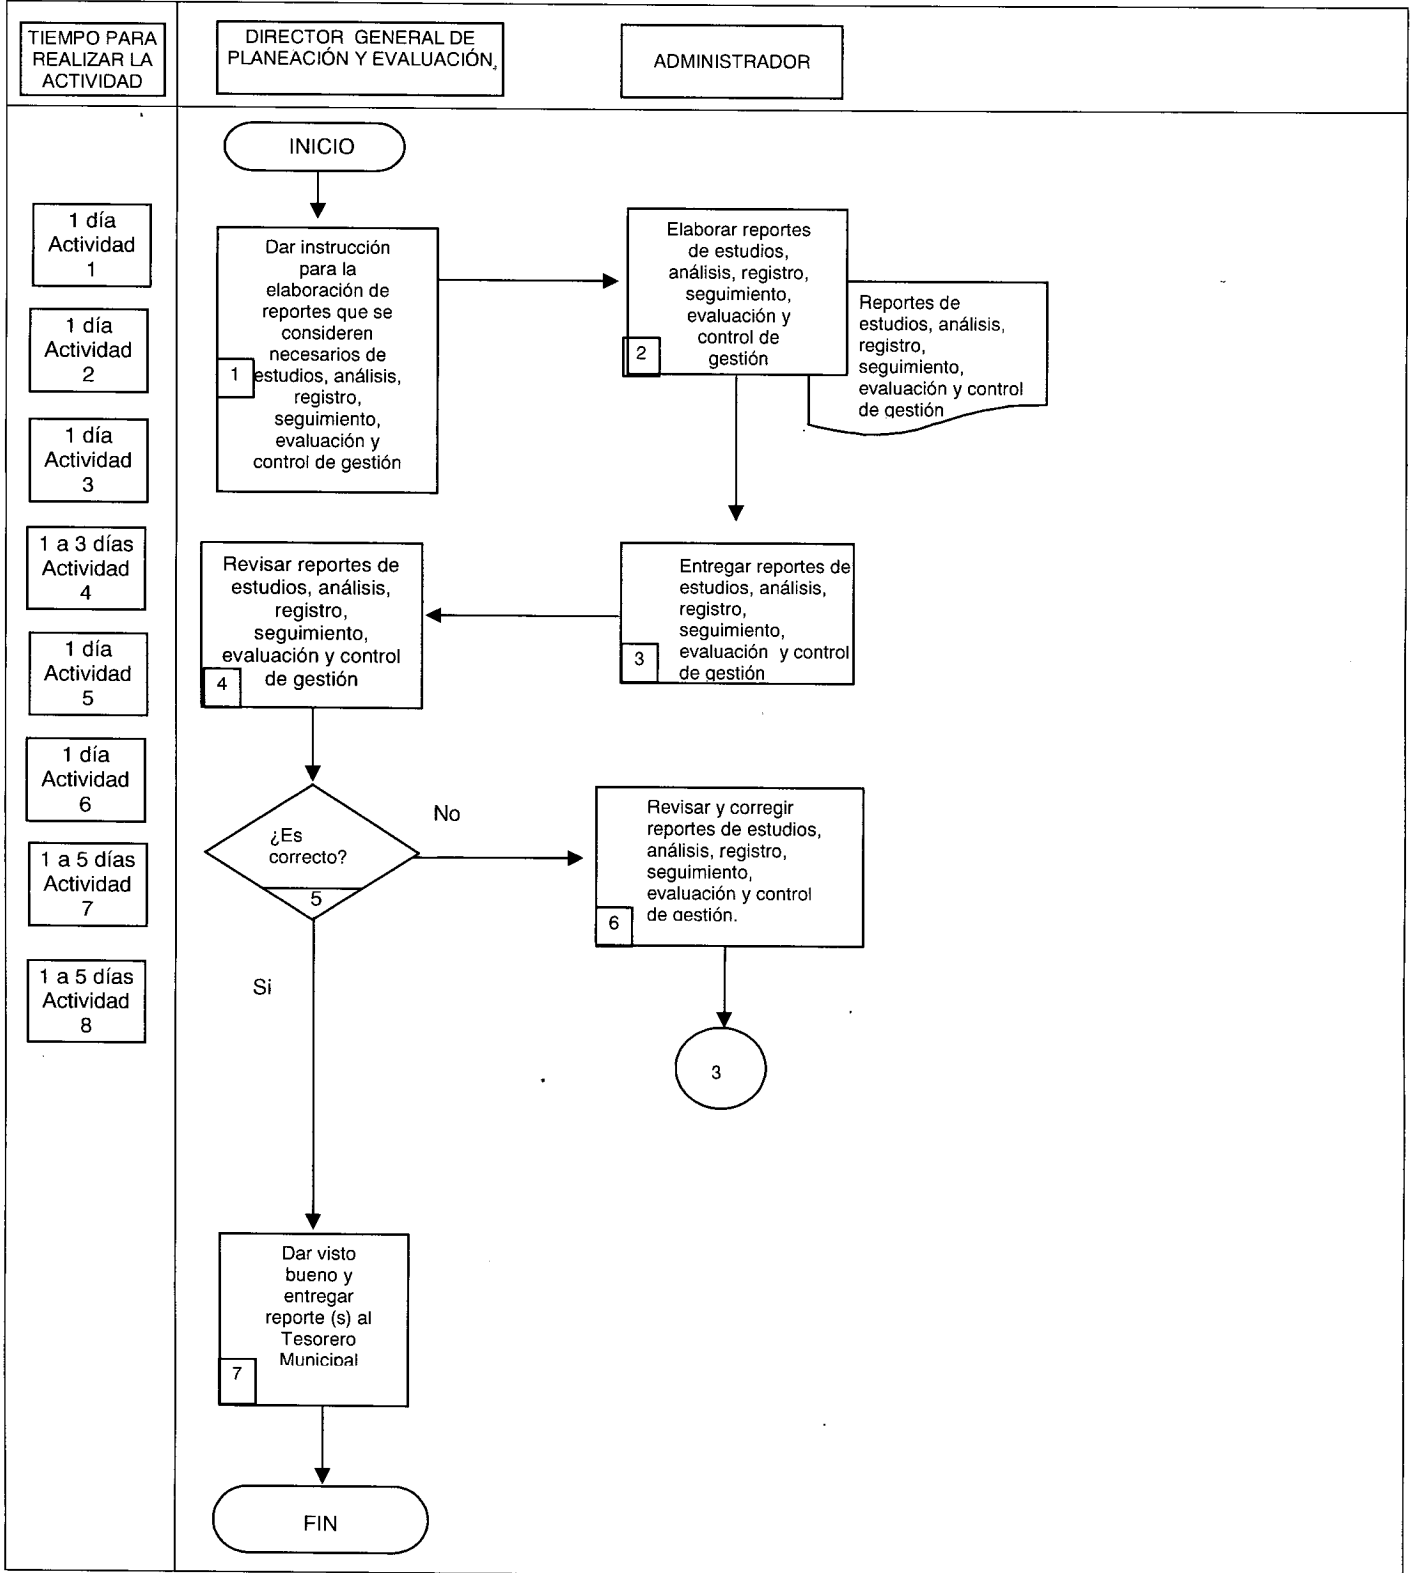 TIEMPO PARA
REALIZAR LA
ACTIVIDAD
DIRECTOR GENERAL DE
PLANEACIÓN Y EVALUACIÓN
ADMINISTRADOR
INICIO
1 día
Actividad
1
1 día
Actividad
2
1 día
Actividad
3
1 a 3 días
Actividad
4
1 día
Actividad
5
1 día
Actividad
6
1 a 5 días
Actividad
7
1 a 5 días
Actividad
8
Dar instrucción
para la
elaboración de
reportes que se
consideren
necesarios de
estudios, análisis,
registro,
seguimiento,
evaluación y
control de gestión
1
Elaborar reportes
de estudios,
análisis, registro,
seguimiento,
evaluación y
control de
gestión
2
Reportes de
estudios, análisis,
registro,
seguimiento,
evaluación y control
de gestión
Entregar reportes de
estudios, análisis,
registro,
seguimiento,
evaluación y control
de gestión
3
Revisar reportes de
estudios, análisis,
registro,
seguimiento,
evaluación y control
de gestión
4
¿Es
correcto?
5
No
Si
Revisar y corregir
reportes de estudios,
análisis, registro,
seguimiento,
evaluación y control
de gestión.
6
3
Dar visto
bueno y
entregar
reporte (s) al
Tesorero
Municipal
7
FIN